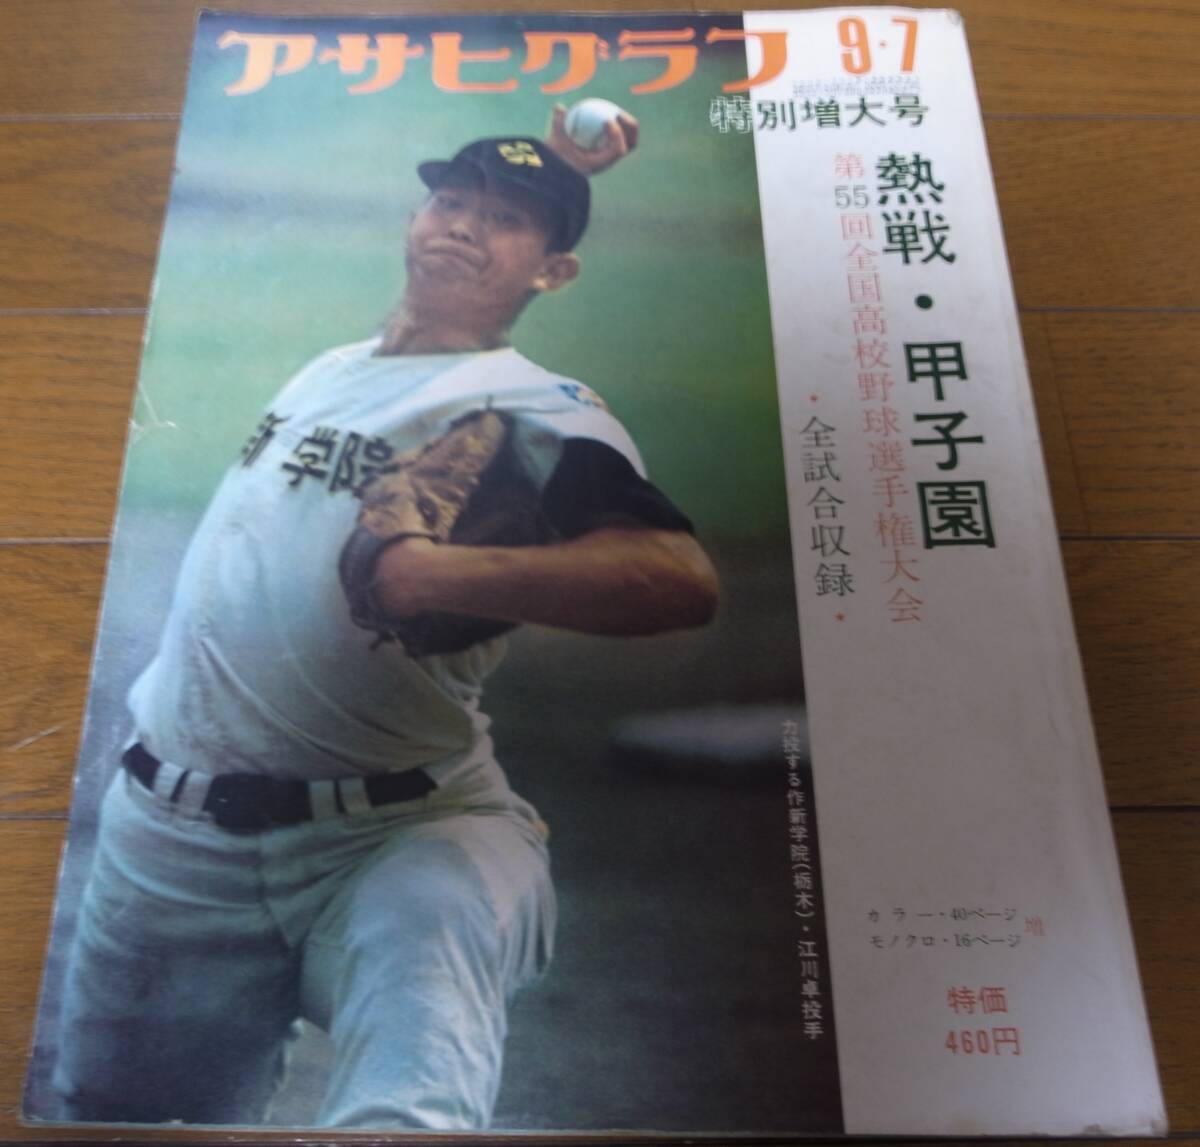 アサヒグラフ
9・7
特別増大号
熱戦・甲子園
第55回全国高校野球選手権大会
・全試合収録・
新学院
力投する作新学院(栃木)・江川卓投手
カラー・40ページ
モノクロ・16ページ
増
特価
460円